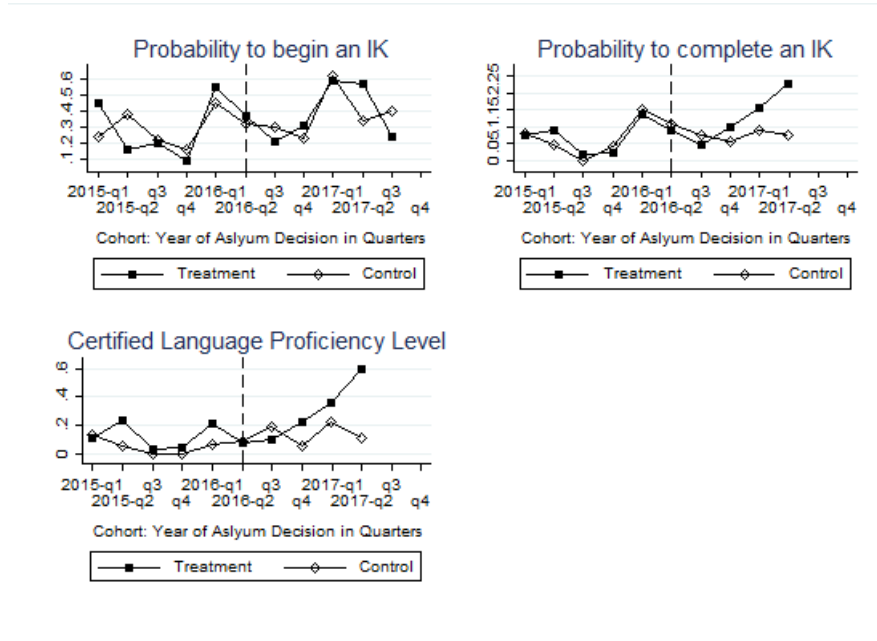 Probability to begin an IK
.1 .2 .3 .4 .5 .6
2015-q1 q3 2016-q1 q3 2017-q1 q3
2015-q2 q4 2016-q2 q4 2017-q2 q4
Cohort: Year of Aslyum Decision in Quarters
Treatment Control
Probability to complete an IK
0 .05 .1 .15 .2 .25
2015-q1 q3 2016-q1 q3 2017-q1 q3
2015-q2 q4 2016-q2 q4 2017-q2 q4
Cohort: Year of Aslyum Decision in Quarters
Treatment Control
Certified Language Proficiency Level
0 .2 .4 .6
2015-q1 q3 2016-q1 q3 2017-q1 q3
2015-q2 q4 2016-q2 q4 2017-q2 q4
Cohort: Year of Aslyum Decision in Quarters
Treatment Control